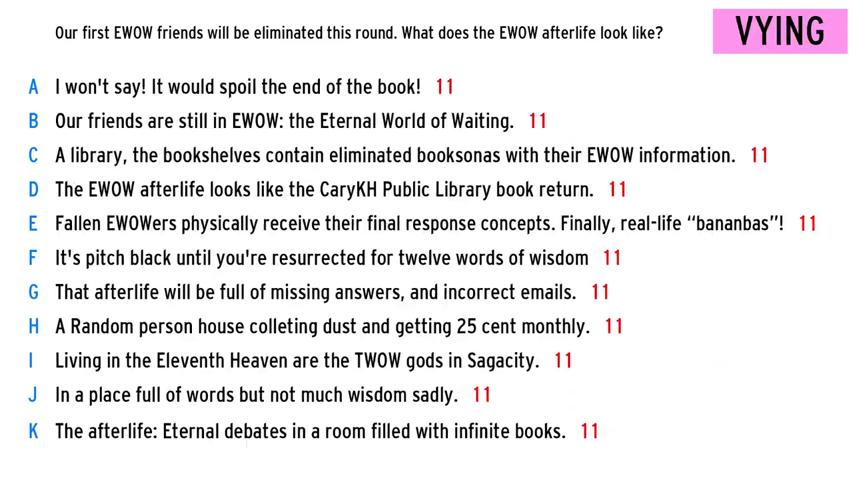 Our first EWOW friends will be eliminated this round. What does the EWOW afterlife look like?
VYING
A I won't say! It would spoil the end of the book! 11
B Our friends are still in EWOW: the Eternal World of Waiting. 11
C A library, the bookshelves contain eliminated booksonas with their EWOW information. 11
D The EWOW afterlife looks like the CaryKH Public Library book return. 11
E Fallen EWOWers physically receive their final response concepts. Finally, real-life “bananbas”! 11
F It's pitch black until you're resurrected for twelve words of wisdom 11
G That afterlife will be full of missing answers, and incorrect emails. 11
H A Random person house colleting dust and getting 25 cent monthly. 11
I Living in the Eleventh Heaven are the TWOW gods in Sagacity. 11
J In a place full of words but not much wisdom sadly. 11
K The afterlife: Eternal debates in a room filled with infinite books. 11